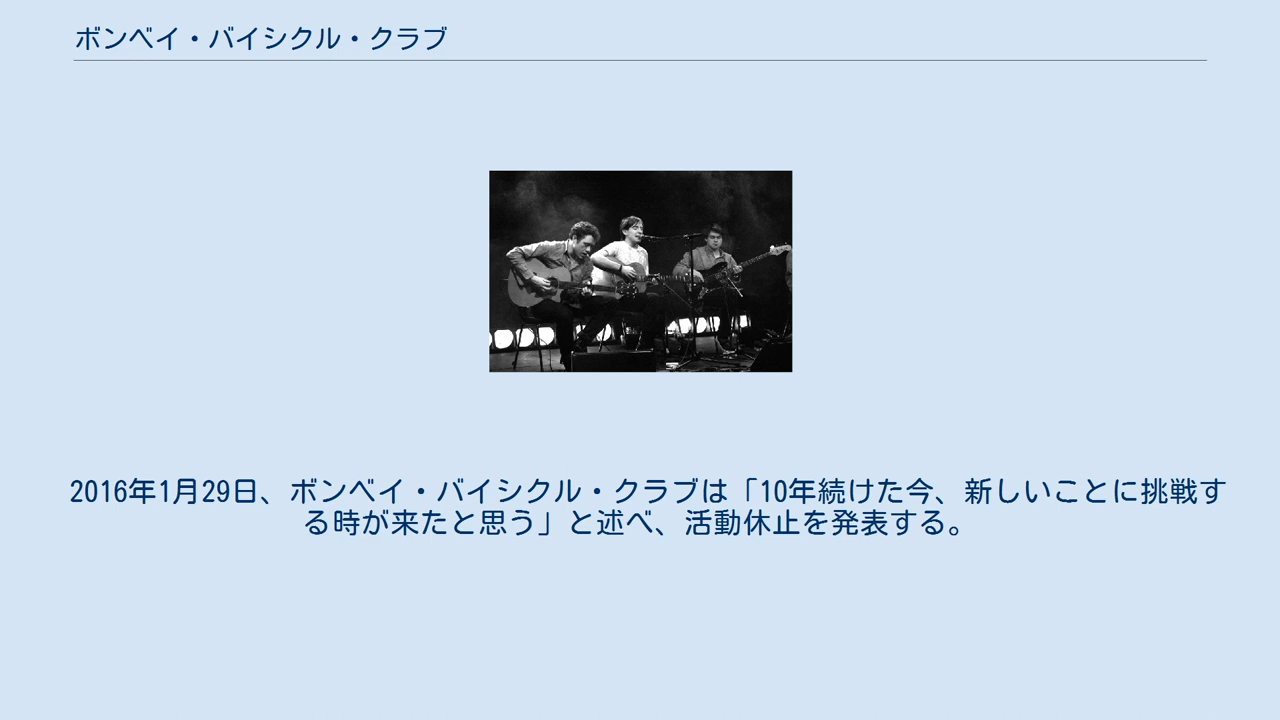 ボンベイ・バイシクル・クラブ
2016年1月29日、ボンベイ・バイシクル・クラブは「10年続けた今、新しいことに挑戦す
る時が来たと思う」と述べ、活動休止を発表する。